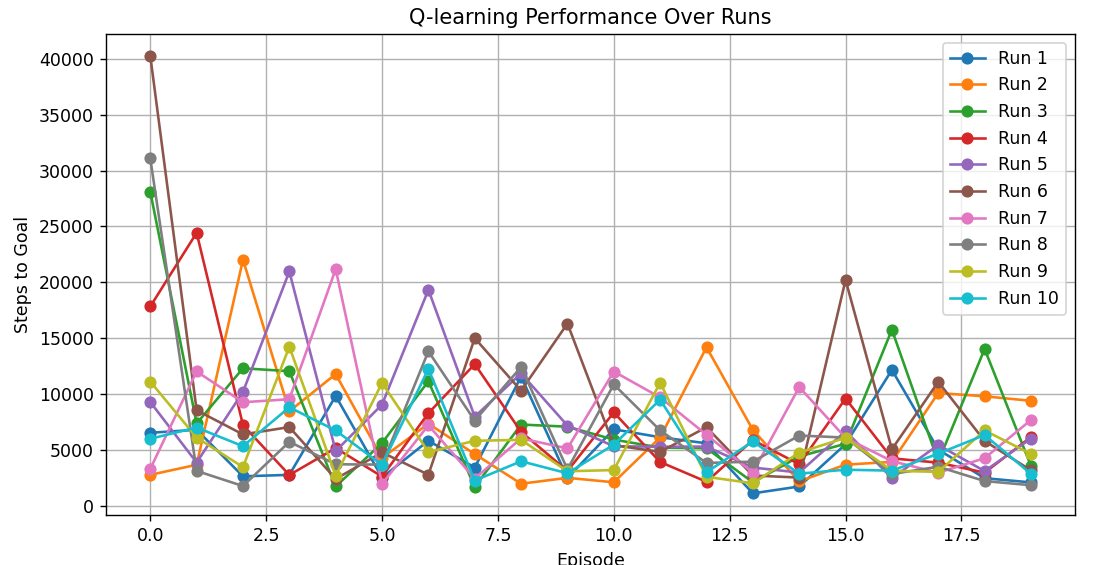 Q-learning Performance Over Runs
40000
35000
30000
25000
20000
15000
10000
5000
0
Steps to Goal
0.0
2.5
5.0
7.5
10.0
12.5
15.0
17.5
Episode
Run 1
Run 2
Run 3
Run 4
Run 5
Run 6
Run 7
Run 8
Run 9
Run 10